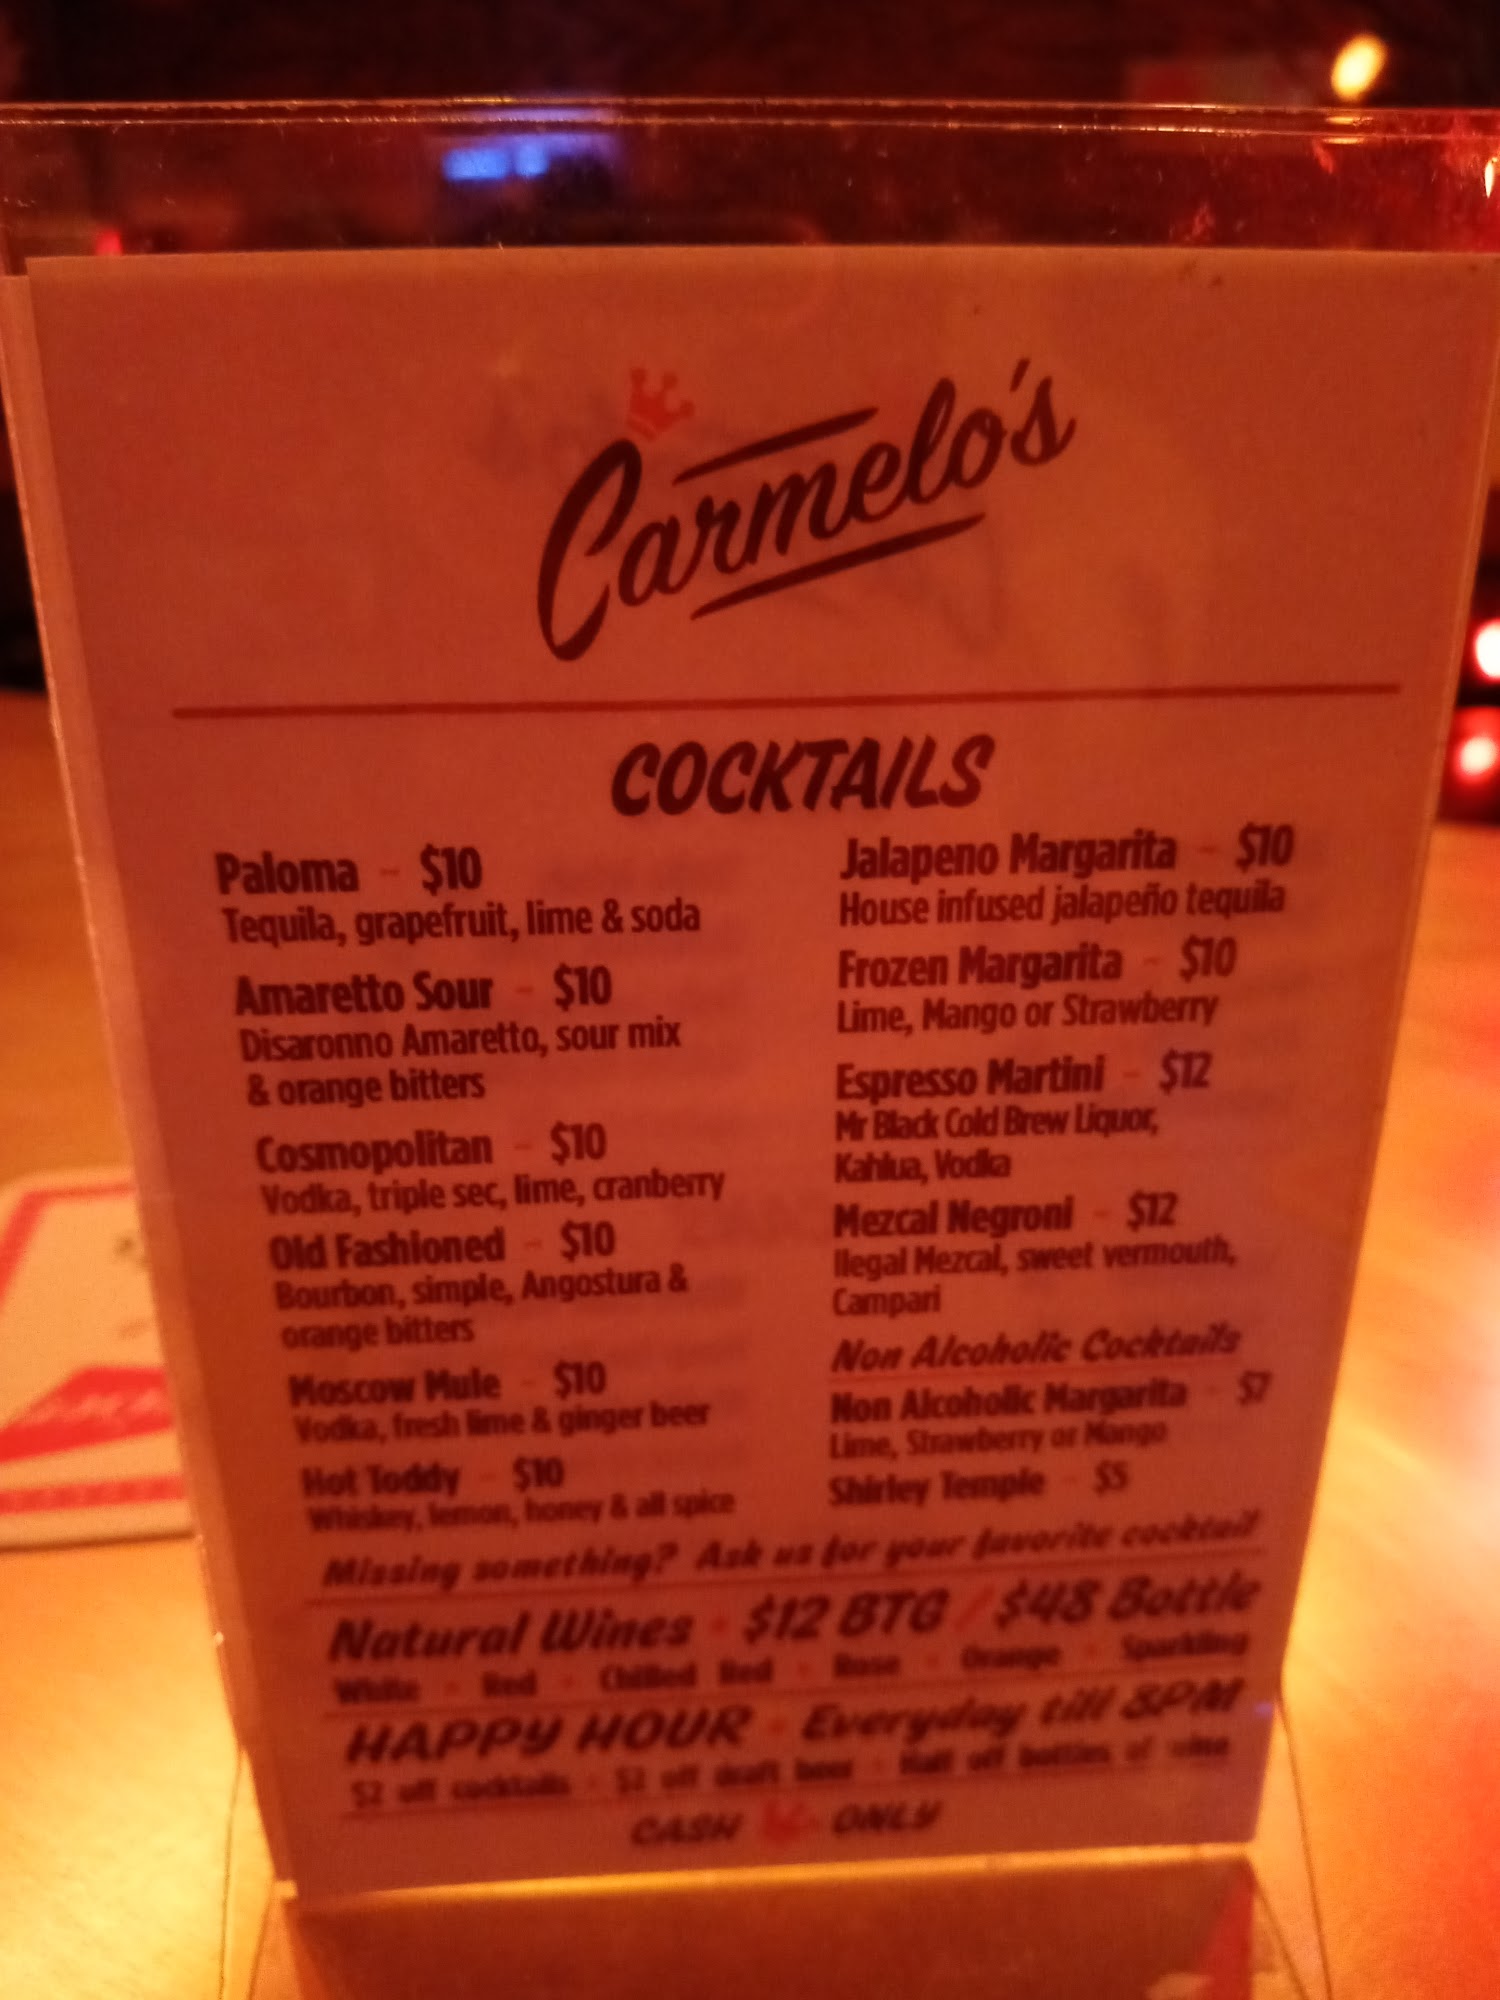 Carmelo's
COCKTAILS
Paloma - $10
Tequila, grapefruit, lime & soda
Amaretto Sour - $10
Disaronno Amaretto, sour mix
& orange bitters
Cosmopolitan - $10
Vodka, triple sec, lime, cranberry
Old Fashioned - $10
Bourbon, simple, Angostura &
orange bitters
Moscow Mule - $10
Vodka, fresh lime & ginger beer
Hot Toddy - $10
Whiskey, lemon, honey & all spice
Jalapeno Margarita - $10
House infused jalapeño tequila
Frozen Margarita - $10
Lime, Mango or Strawberry
Espresso Martini - $12
Mr Black Cold Brew Liquor,
Kahlua, Vodka
Mezcal Negroni - $12
Ilegal Mezcal, sweet vermouth,
Campari
Non Alcoholic Cocktails
Non Alcoholic Margarita - $7
Lime, Strawberry or Mango
Shirley Temple - $5
Missing something? Ask us for your favorite cocktail
Natural Wines - $12 BTG / $48 Bottle
White - Red - Chilled Red - Rose - Orange - Sparkling
HAPPY HOUR - Everyday till 8PM
$2 off cocktails - $2 off draft beer - Half off bottles of wine
CASH ONLY